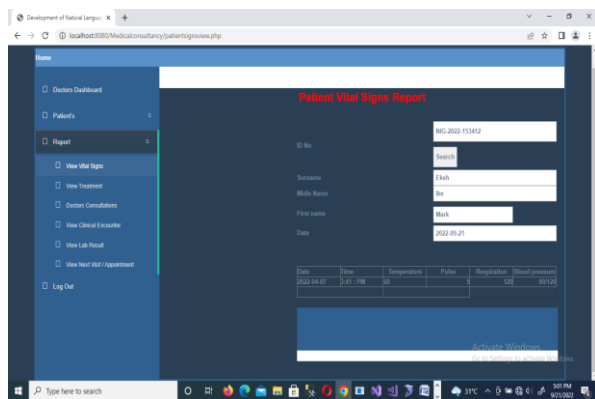 Development of Natural Langu
localhost:8080/Medicalconsultancy/patientsignsview.php
Home
Doctors Dashboard
Patient's
Report
View Vital Signs
View Treatment
Doctors Consultations
View Clinical Encounter
View Lab Result
View Next Visit / Appointment
Log Out
Patient Vital Signs Report
ID No
NIG-2022-153412
Search
Surname Ekeh
Midle Name Ike
First name Mark
Date 2022-09-21
Date Time Temperature Pulse Respiration Blood pressure
2022-04-07 3:41 : PM 60 5 120 80/120
Activate Windows
Go to Settings to activate Windows.
Type here to search
31°C
5:01 PM
9/21/2022